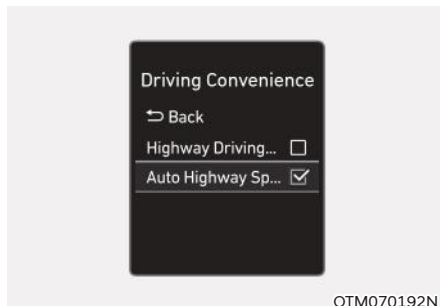 Driving Convenience
Back
Highway Driving...
Auto Highway Sp...
OTM070192N